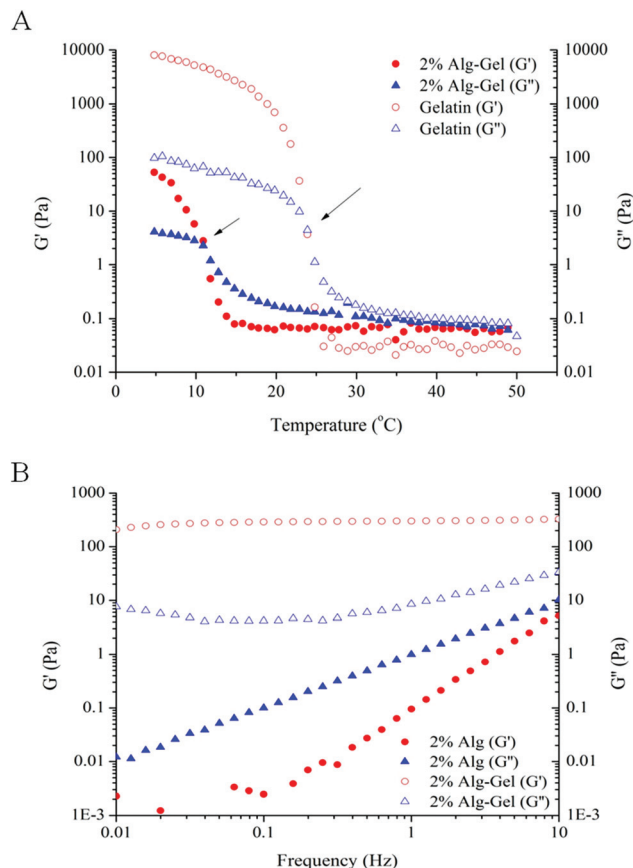 A
10000
1000
100
10
1
0.1
0.01
G' (Pa)
10000
1000
100
10
1
0.1
0.01
G" (Pa)
2% Alg-Gel (G')
2% Alg-Gel (G")
Gelatin (G')
Gelatin (G")
0 10 20 30 40 50 60
Temperature (°C)
B
1000
100
10
1
0.1
0.01
1E-3
G' (Pa)
1000
100
10
1
0.1
0.01
1E-3
G" (Pa)
2% Alg (G')
2% Alg (G")
2% Alg-Gel (G')
2% Alg-Gel (G")
0.01 0.1 1 10
Frequency (Hz)